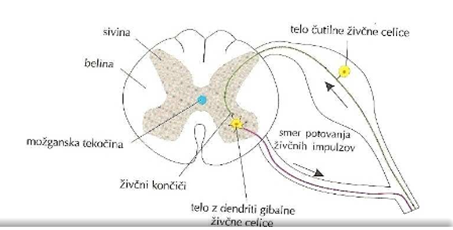 sivina
belina
možganska tekočina
živčni končiči
telo z dendriti gibalne
živčne celice
telo čutilne živčne celice
smer potovanja
živčnih impulzov